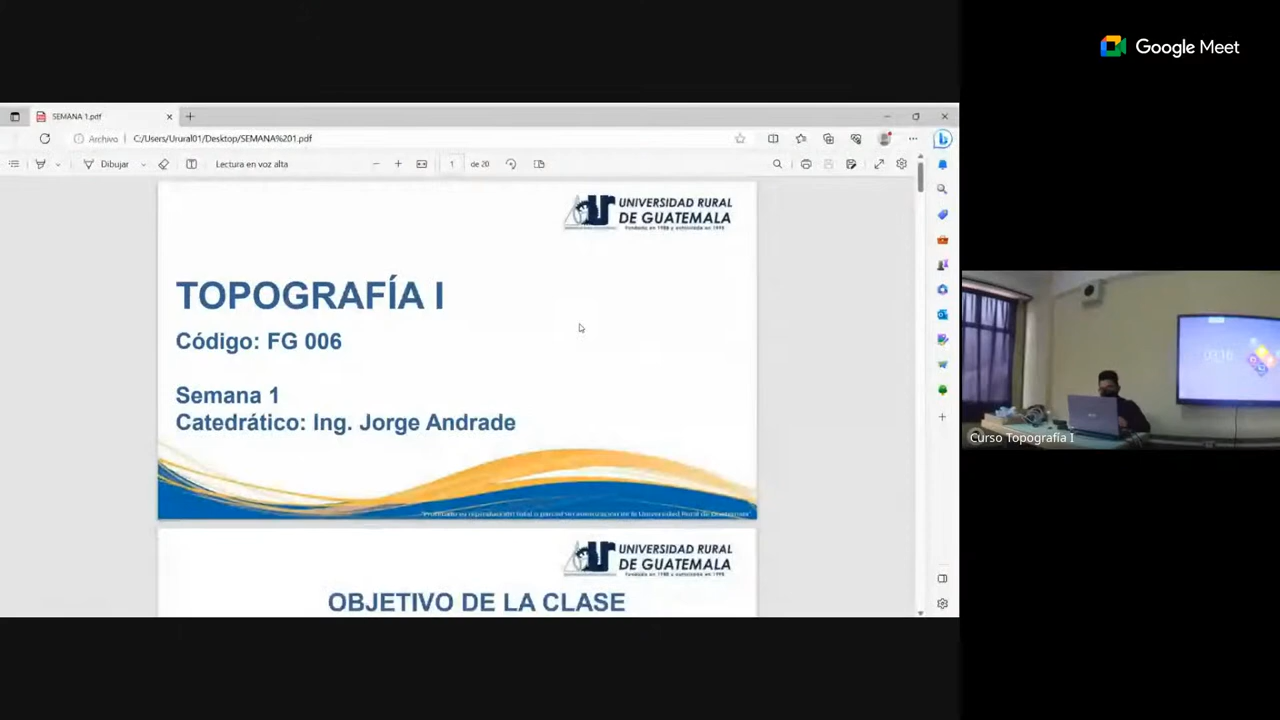 Google Meet
SEMANA 1.pdf
Archivo
C:/Users/Urural01/Desktop/SEMANA%201.pdf
Dibujar
Lectura en voz alta
1
de 20
UNIVERSIDAD RURAL
DE GUATEMALA
TOPOGRAFÍA I
Código: FG 006
Semana 1
Catedrático: Ing. Jorge Andrade
UNIVERSIDAD RURAL
DE GUATEMALA
OBJETIVO DE LA CLASE
Curso Topografía I